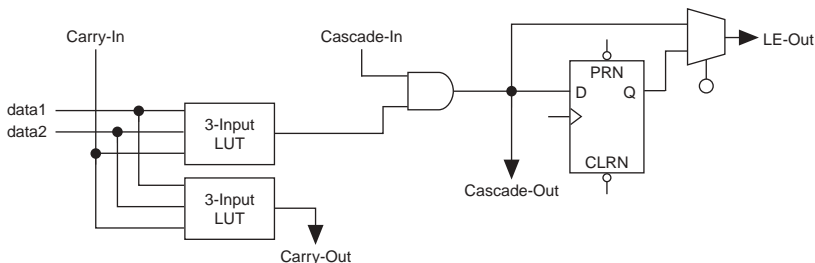 Carry-In
Cascade-In
LE-Out
PRN
D
Q
data1
data2
3-Input
LUT
CLRN
Cascade-Out
3-Input
LUT
Carry-Out